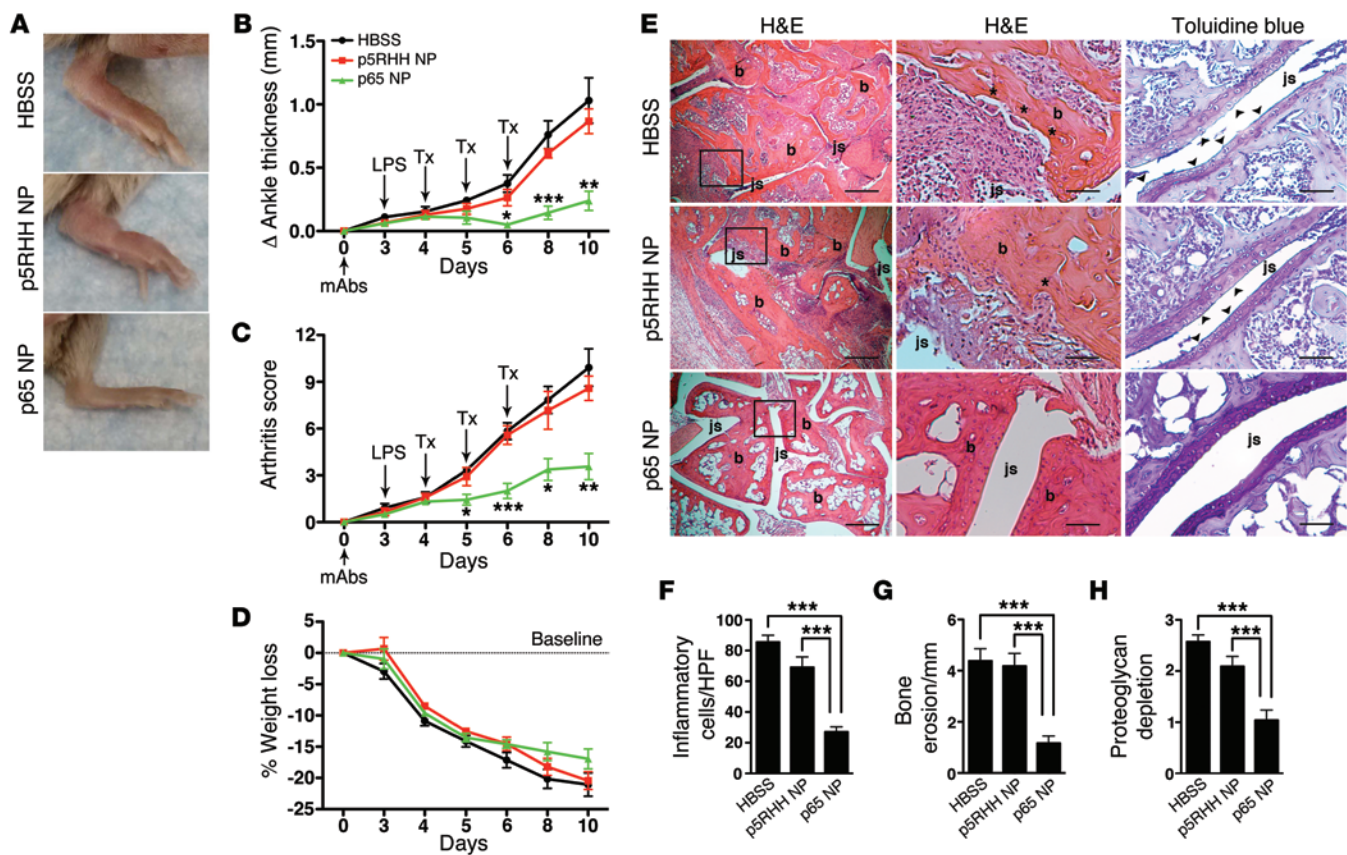 A
HBSS
p5RHH NP
p65 NP
B
Δ Ankle thickness (mm)
1.5
1.0
0.5
0.0
HBSS
p5RHH NP
p65 NP
LPS
Tx
Tx
Tx
*
***
**
0 3 4 5 6 8 10
Days
mAbs
C
Arthritis score
12
9
6
3
0
LPS
Tx
Tx
Tx
*
***
*
**
0 3 4 5 6 8 10
Days
mAbs
D
% Weight loss
5
0
-5
-10
-15
-20
-25
Baseline
0 3 4 5 6 8 10
Days
E
H&E H&E Toluidine blue
HBSS
b
b
b
js
js
b
b
* * *
js
js
p5RHH NP
b
b
js
js
b
b
*
js
js
p65 NP
js
b
b
js
b
b
js
b
js
F
Inflammatory
cells/HPF
100
80
60
40
20
0
***
***
HBSS
p5RHH NP
p65 NP
G
Bone
erosion/mm
6
4
2
0
***
***
HBSS
p5RHH NP
p65 NP
H
Proteoglycan
depletion
3
2
1
0
***
***
HBSS
p5RHH NP
p65 NP